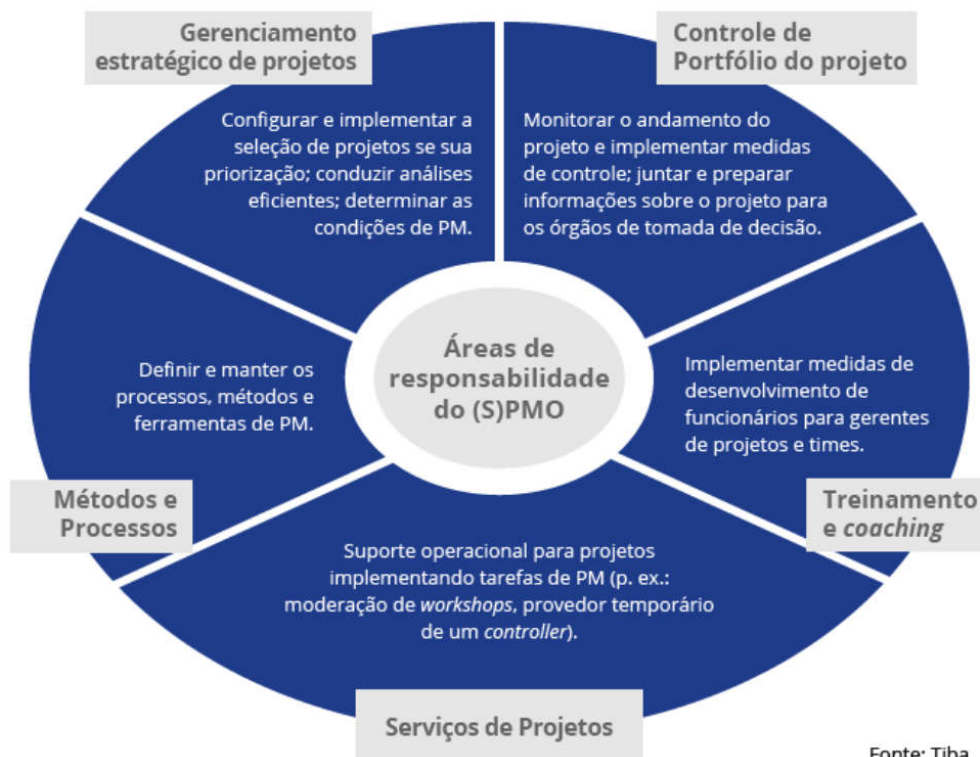 Gerenciamento
estratégico de projetos
Controle de
Portfólio do projeto
Configurar e implementar a
seleção de projetos se sua
priorização; conduzir análises
eficientes; determinar as
condições de PM.
Monitorar o andamento do
projeto e implementar medidas
de controle; juntar e preparar
informações sobre o projeto para
os órgãos de tomada de decisão.
Áreas de
responsabilidade
do (S)PMO
Definir e manter os
processos, métodos e
ferramentas de PM.
Implementar medidas de
desenvolvimento de
funcionários para gerentes
de projetos e times.
Métodos e
Processos
Treinamento
e coaching
Suporte operacional para projetos
implementando tarefas de PM (p. ex.:
moderação de workshops, provedor temporário
de um controller).
Serviços de Projetos
Fonte: Tiba